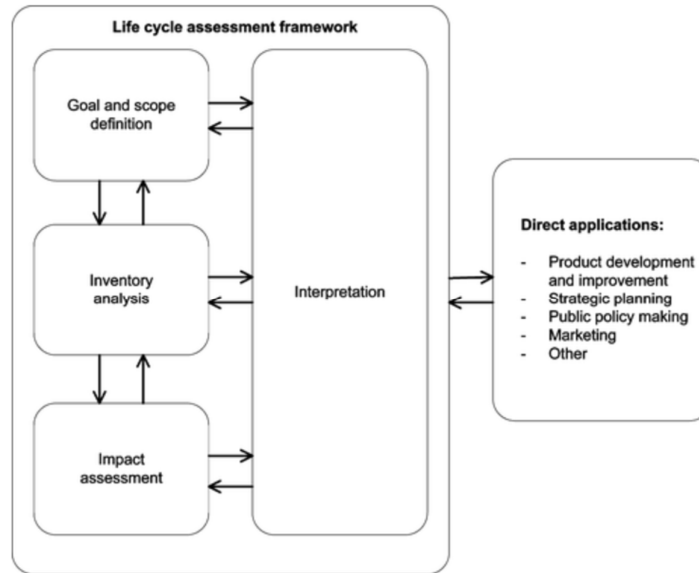 Life cycle assessment framework
Goal and scope
definition
Inventory
analysis
Impact
assessment
Interpretation
Direct applications:
- Product development
and improvement
- Strategic planning
- Public policy making
- Marketing
- Other